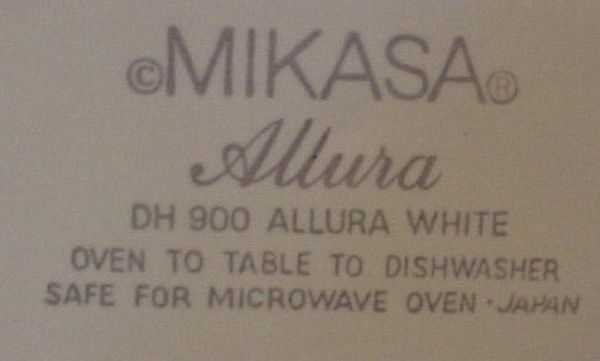 ©MIKASA®
Allura
DH 900 ALLURA WHITE
OVEN TO TABLE TO DISHWASHER
SAFE FOR MICROWAVE OVEN · JAPAN